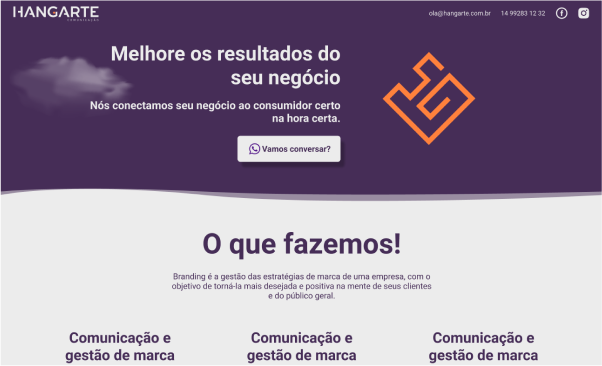 HANGARTE
COMUNICAÇÃO
ola@hangarte.com.br
14 99283 12 32
Melhore os resultados do
seu negócio
Nós conectamos seu negócio ao consumidor certo
na hora certa.
Vamos conversar?
O que fazemos!
Branding é a gestão das estratégias de marca de uma empresa, com o
objetivo de torná-la mais desejada e positiva na mente de seus clientes
e do público geral.
Comunicação e
gestão de marca
Comunicação e
gestão de marca
Comunicação e
gestão de marca